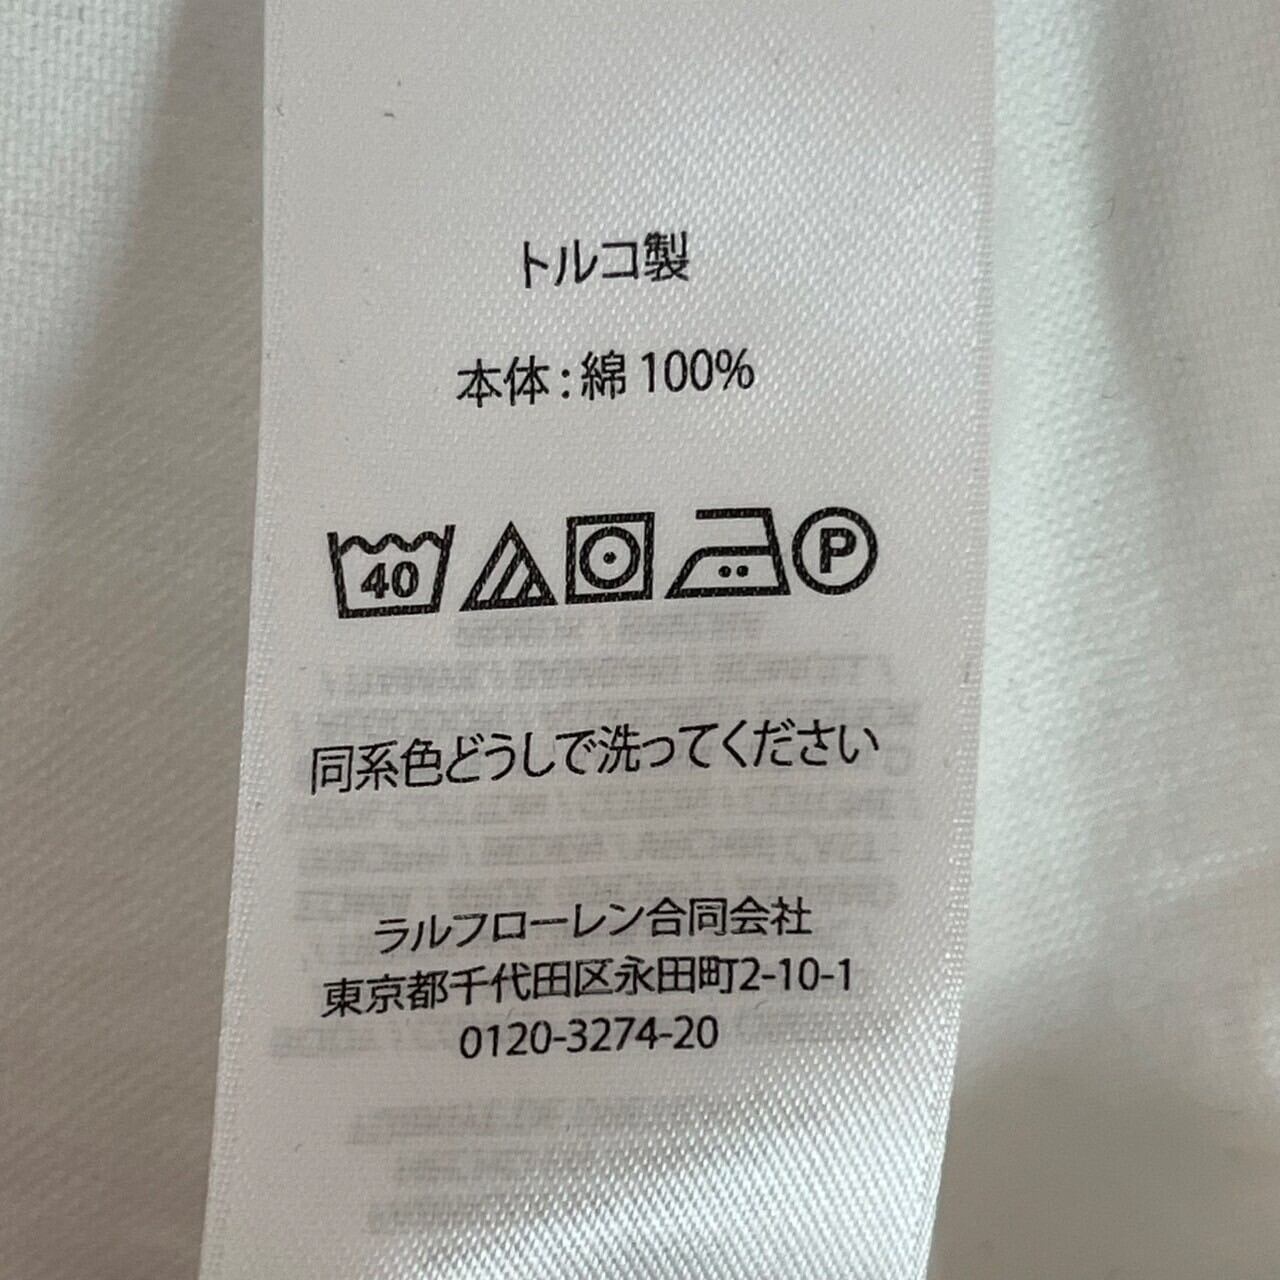 トルコ製
本体 : 綿 100%
40 P
同系色どうしで洗ってください
ラルフローレン合同会社
東京都千代田区永田町2-10-1
0120-3274-20